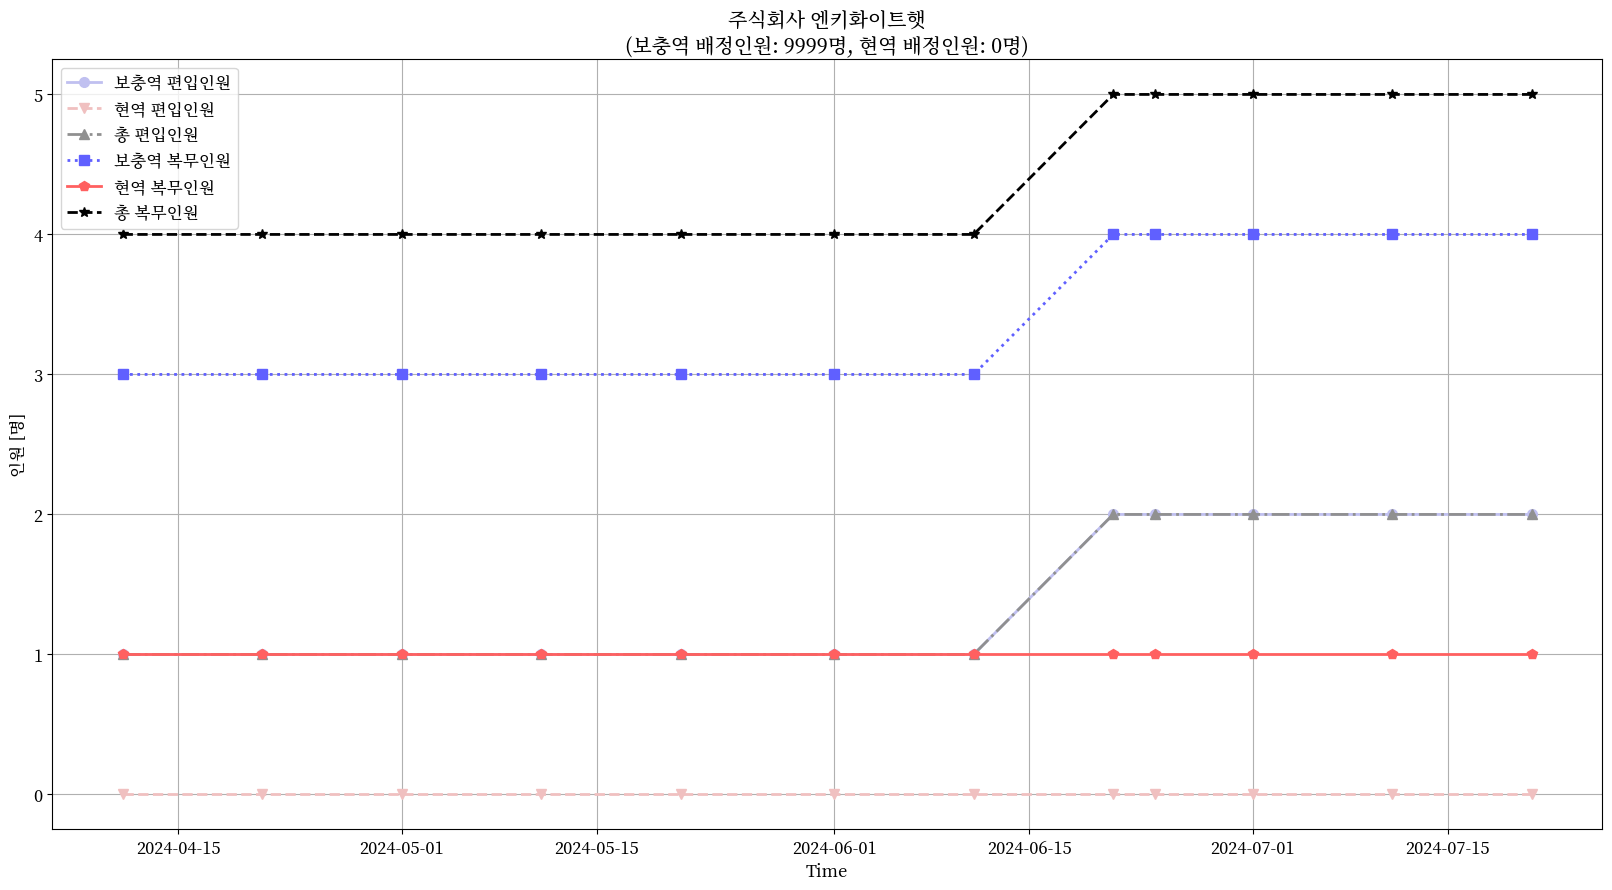 주식회사 엔키화이트햇
(보충역 배정인원: 9999명, 현역 배정인원: 0명)
보충역 편입인원
현역 편입인원
총 편입인원
보충역 복무인원
현역 복무인원
총 복무인원
인원 [명]
5
4
3
2
1
0
2024-04-15
2024-05-01
2024-05-15
2024-06-01
2024-06-15
2024-07-01
2024-07-15
Time